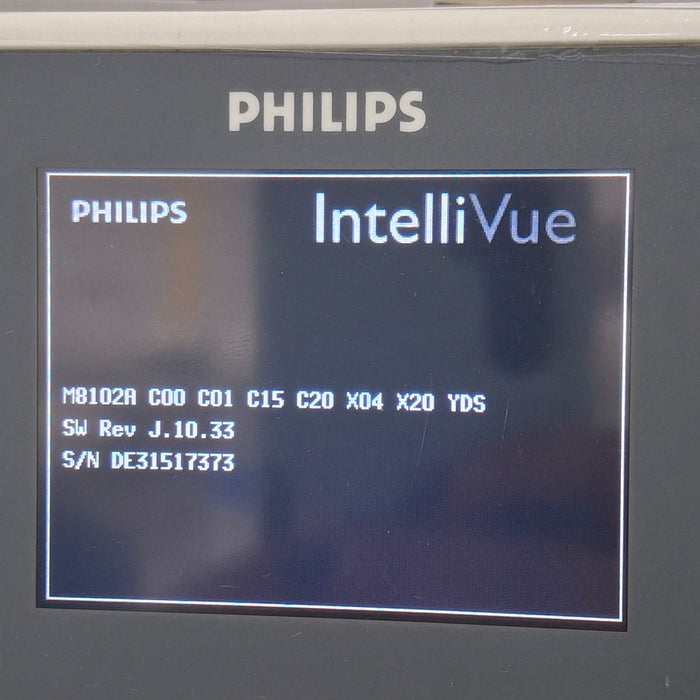 PHILIPS
PHILIPS IntelliVue
M8102A C00 C01 C15 C20 X04 X20 YDS
SW Rev J.10.33
S/N DE31517373